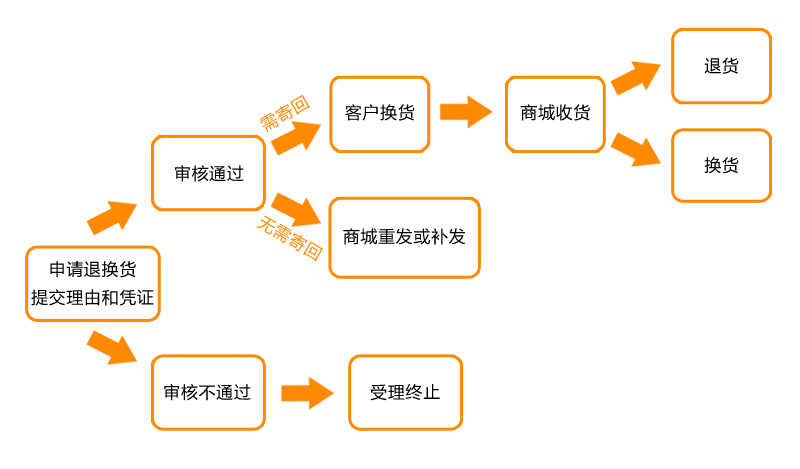 申请退换货
提交理由和凭证
审核通过
需寄回
客户换货
商城收货
退货
换货
无需寄回
商城重发或补发
审核不通过
受理终止